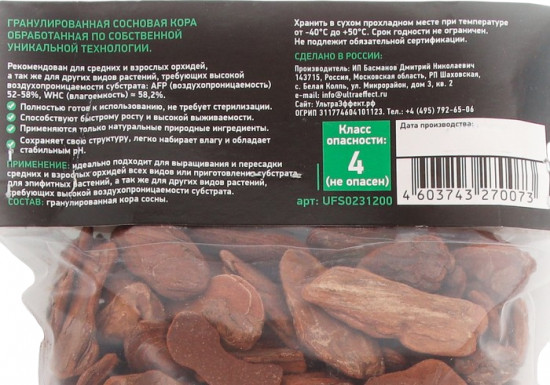 ГРАНУЛИРОВАННАЯ СОСНОВАЯ КОРА
ОБРАБОТАННАЯ ПО СОБСТВЕННОЙ
УНИКАЛЬНОЙ ТЕХНОЛОГИИ.
Рекомендован для средних и взрослых орхидей,
а так же для других видов растений, требующих высокой
воздухопроницаемости субстрата: AFP (воздухопроницаемость)
52-58%, WHC (влагоемкость) ≈ 58,2%.
Полностью готов к использованию, не требует стерилизации.
Способствуют быстрому росту и высокой выживаемости.
Применяются только натуральные природные ингредиенты.
Сохраняет свою структуру, легко набирает влагу и обладает
стабильным рН.
ПРИМЕНЕНИЕ: идеально подходит для выращивания и пересадки
средних и взрослых орхидей всех видов или приготовления субстрата
для эпифитных растений, а так же для других видов растений,
требующих высокой воздухопроницаемости субстрата.
СОСТАВ: гранулированная кора сосны.
Хранить в сухом прохладном месте при температуре
от -40°С до +50°С. Срок годности не ограничен.
Не подлежит обязательной сертификации.
СДЕЛАНО В РОССИИ:
Производитель: ИП Басманов Дмитрий Николаевич
143715, Россия, Московская область, РП Шаховская,
с. Белая Колпь, ул. Микрорайон, дом 3, кв. 2
e-mail: info@ultraeffect.ru
Сайт: УльтраЭффект.рф
ОГРИП 311774604101123. Тел.: +4 (495) 792-65-06
Класс
опасности:
4
(не опасен)
арт: UFS0231200
Дата производства:
4 603743 270073